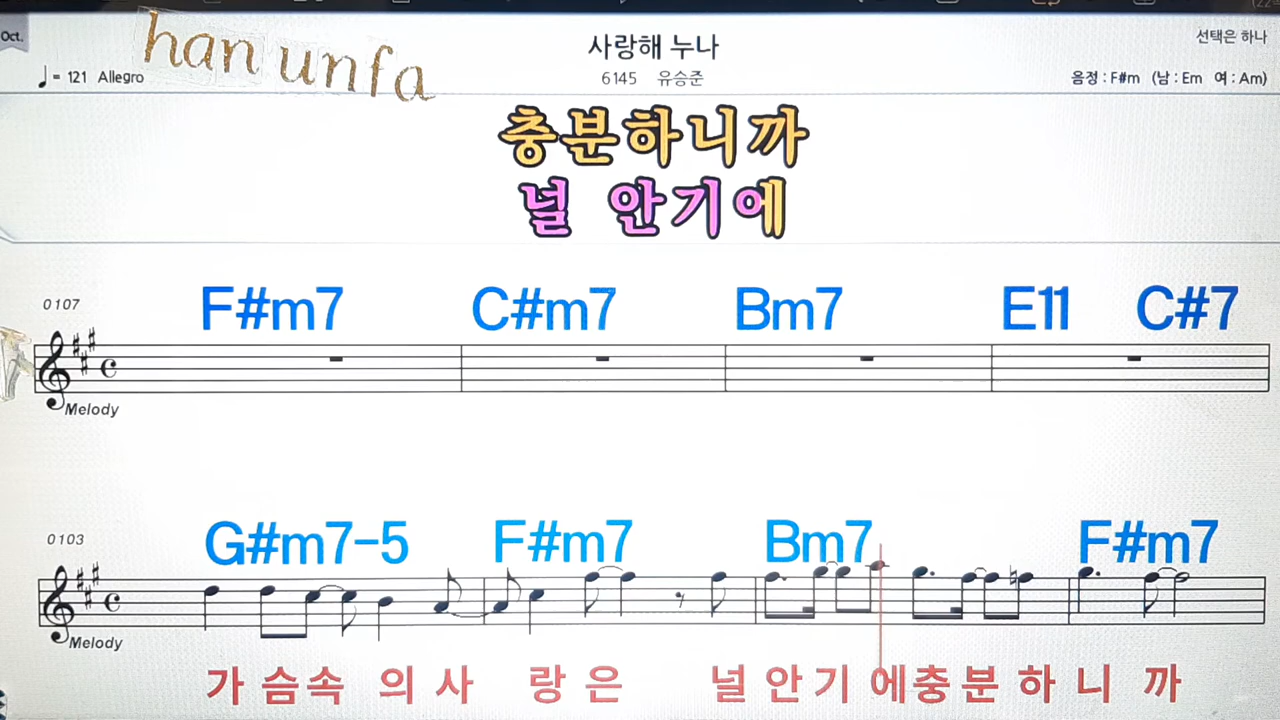 Oct.
han unfa
사랑해 누나
선택은 하나
♩= 121 Allegro
6145 유승준
음정 : F#m (남 : Em 여 : Am)
충분하니까
널 안기에
0107
F#m7 C#m7 Bm7 E11 C#7
Melody
0103
G#m7-5 F#m7 Bm7 F#m7
Melody
가 슴속 의 사 랑 은 널 안 기 에충 분 하 니 까